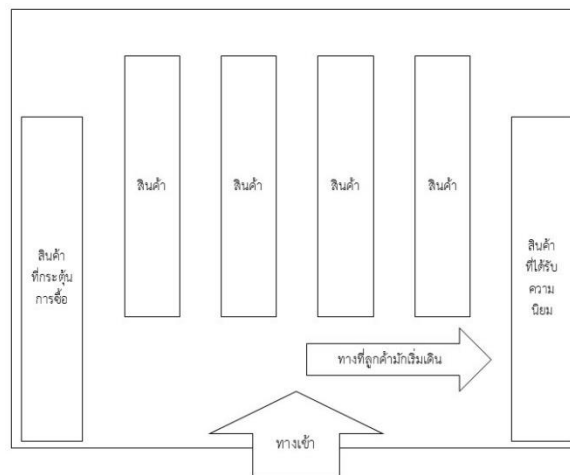 สินค้า
สินค้า
สินค้า
สินค้า
สินค้า
ที่กระตุ้น
การซื้อ
สินค้า
ที่ได้รับ
ความ
นิยม
ทางที่ลูกค้ามักเริ่มเดิน
ทางเข้า